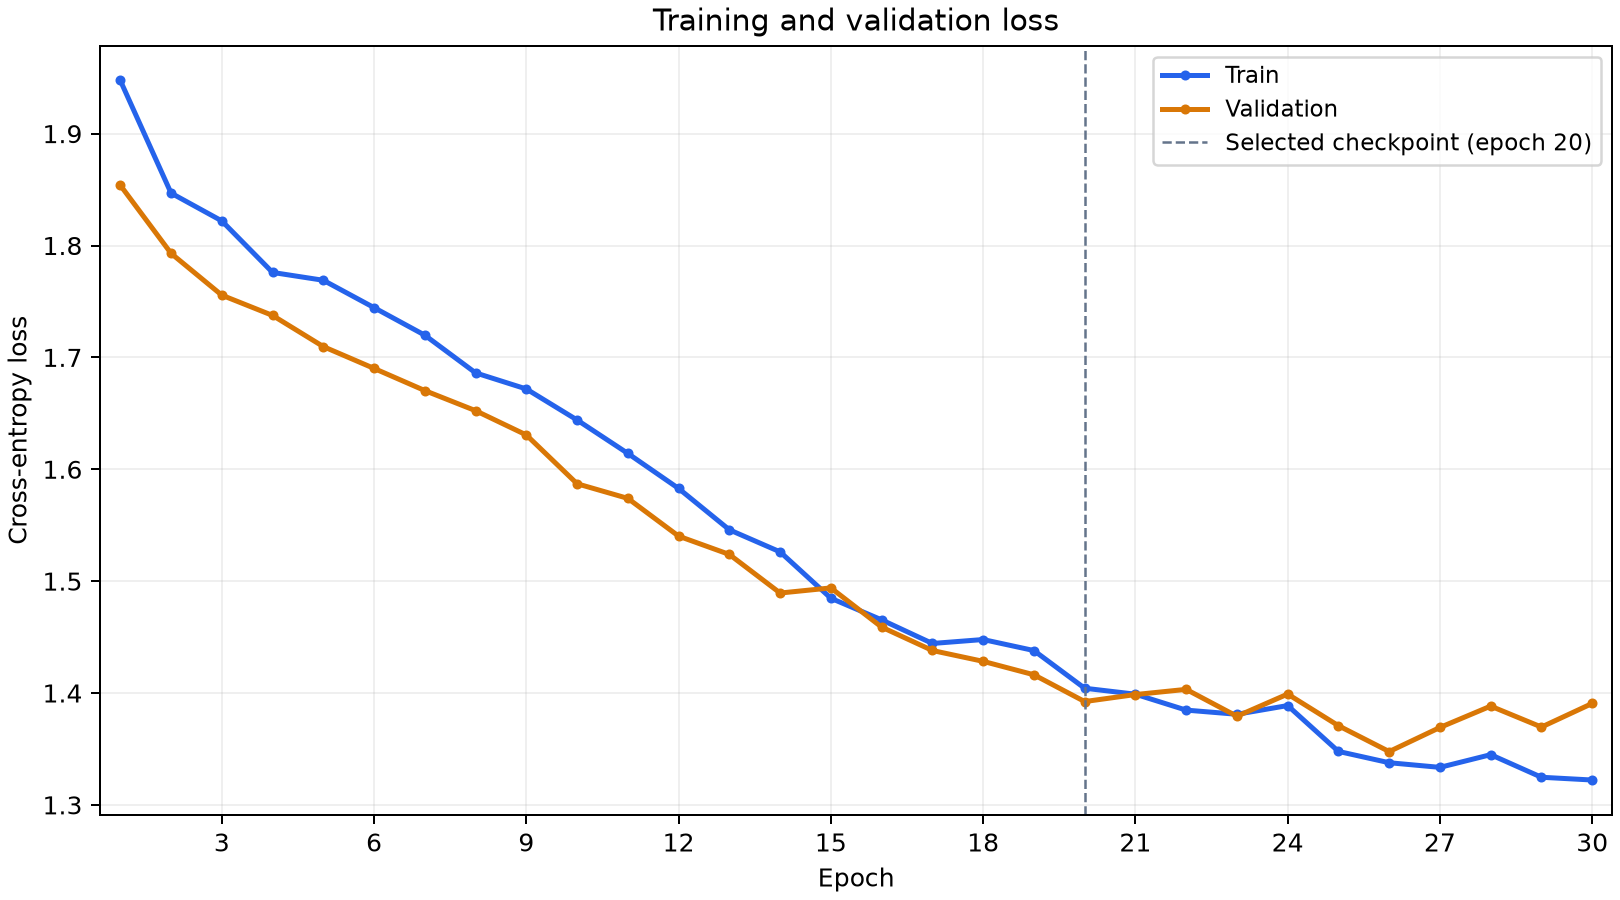 Training and validation loss
Train
Validation
Selected checkpoint (epoch 20)
Cross-entropy loss
1.9
1.8
1.7
1.6
1.5
1.4
1.3
3 6 9 12 15 18 21 24 27 30
Epoch